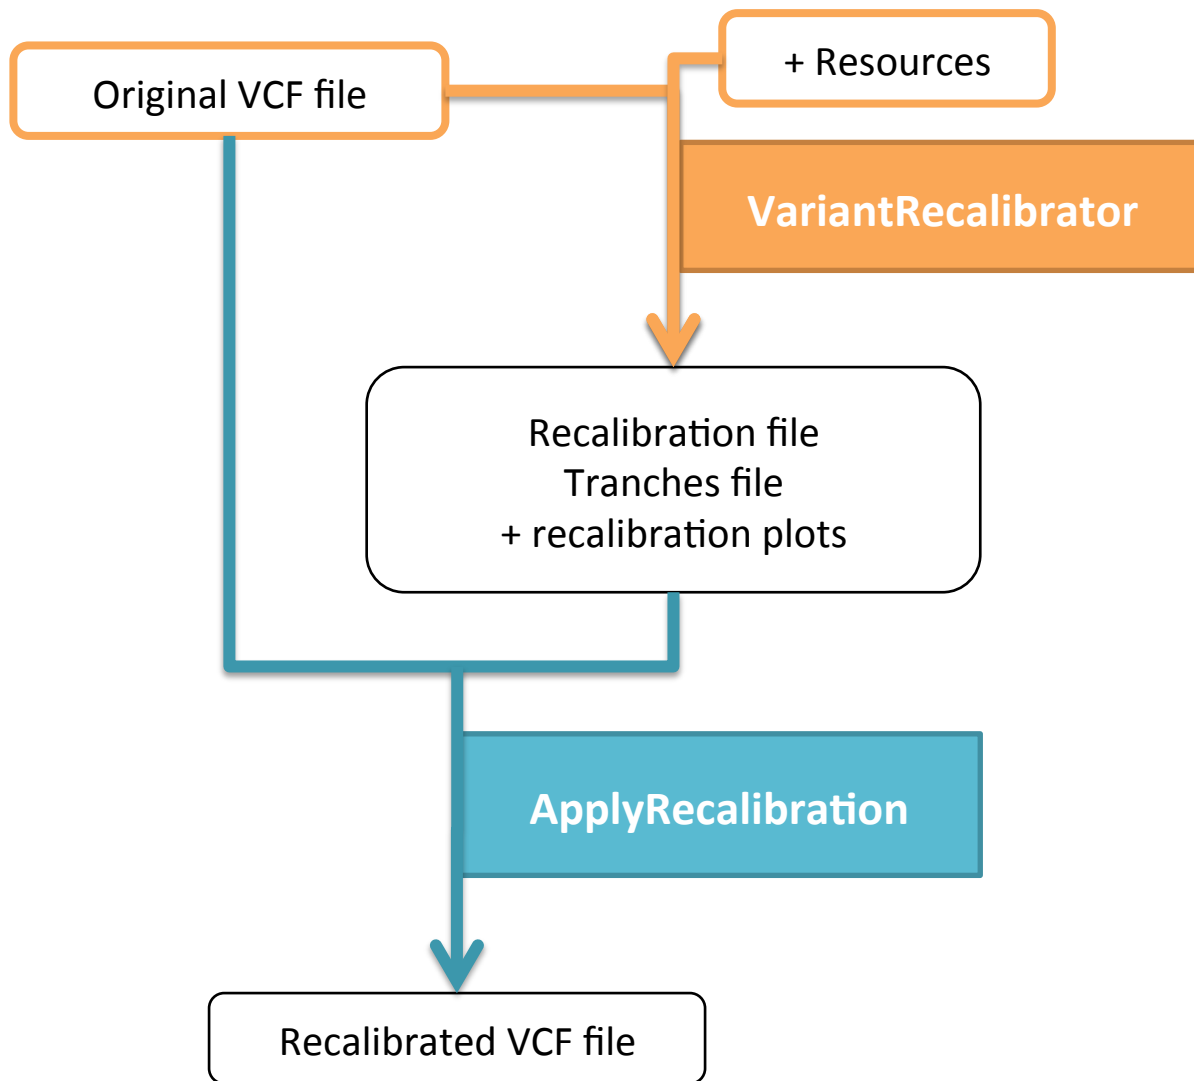 Original VCF file
+ Resources
VariantRecalibrator
Recalibration file
Tranches file
+ recalibration plots
ApplyRecalibration
Recalibrated VCF file